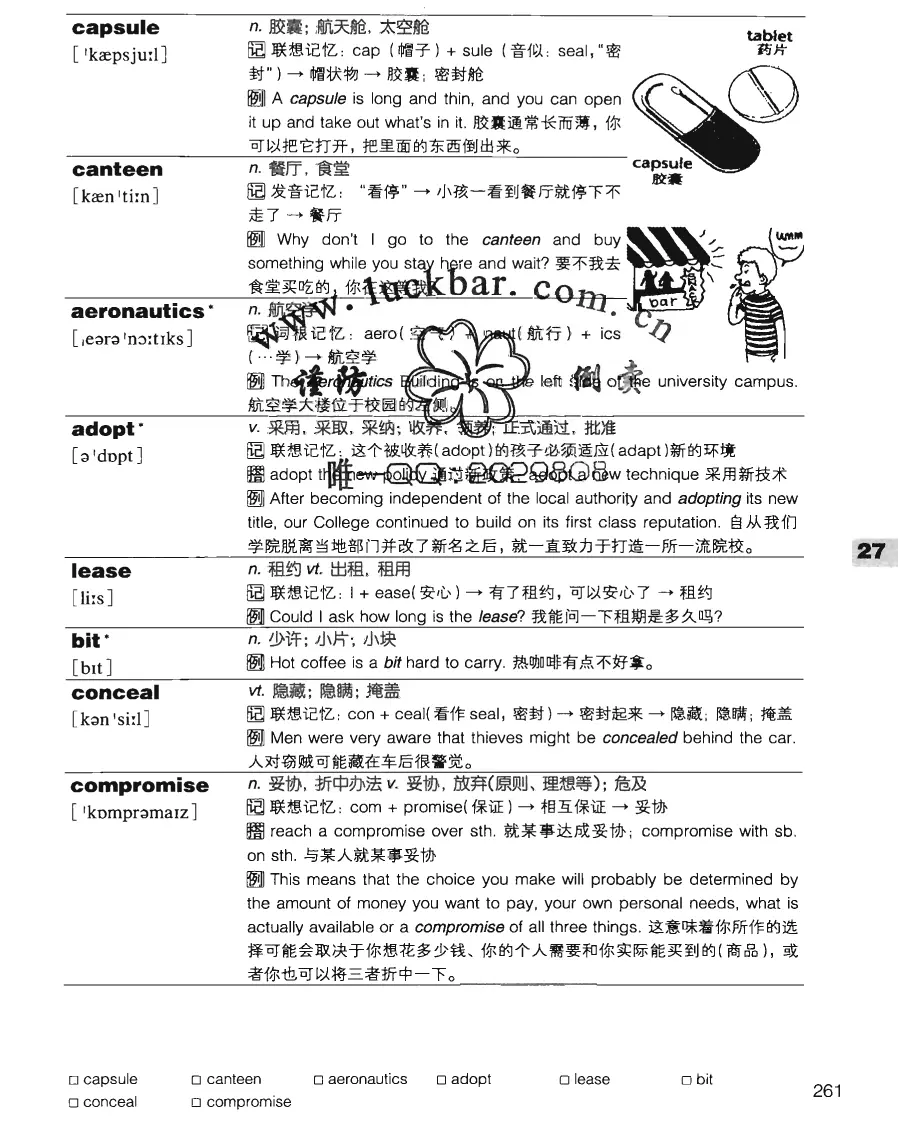 capsule
[ ˈkæpsjuːl ]
n. 胶囊；航天舱，太空舱
记 联想记忆：cap（帽子）+ sule（音似：seal，“密
封”）→ 帽状物 → 胶囊；密封舱
例 A capsule is long and thin, and you can open
it up and take out what's in it. 胶囊通常长而薄，你
可以把它打开，把里面的东西倒出来。
tablet
药片
capsule
胶囊
canteen
[ kænˈtiːn ]
n. 餐厅，食堂
记 发音记忆：“看停”→ 小孩一看到餐厅就停下不
走了 → 餐厅
例 Why don't I go to the canteen and buy
something while you stay here and wait? 要不我去
食堂买吃的，你在这等我
umm
bar
aeronautics*
[ ˌeərəˈnɔːtɪks ]
n. 航空学
记 词根记忆：aero(空气) + naut(航行) + ics
(…学) → 航空学
例 The aeronautics Building is on the left side of the university campus.
航空学大楼位于校园的左侧。
www.luckbar.com.cn
谨防 倒卖
唯一QQ:2029808
adopt*
[ əˈdɒpt ]
v. 采用，采取，采纳；收养，领养；正式通过，批准
记 联想记忆：这个被收养(adopt)的孩子必须适应(adapt)新的环境
搭 adopt the new policy 通过新政策；adopt a new technique 采用新技术
例 After becoming independent of the local authority and adopting its new
title, our College continued to build on its first class reputation. 自从我们
学院脱离当地部门并改了新名之后，就一直致力于打造一所一流院校。
27
lease
[ liːs ]
n. 租约 vt. 出租，租用
记 联想记忆：l + ease(安心) → 有了租约，可以安心了 → 租约
例 Could I ask how long is the lease? 我能问一下租期是多久吗?
bit*
[ bɪt ]
n. 少许；小片；小块
例 Hot coffee is a bit hard to carry. 热咖啡有点不好拿。
conceal
[ kənˈsiːl ]
vt. 隐藏；隐瞒；掩盖
记 联想记忆：con + ceal(看作 seal，密封) → 密封起来 → 隐藏；隐瞒；掩盖
例 Men were very aware that thieves might be concealed behind the car.
人对窃贼可能藏在车后很警觉。
compromise
[ ˈkɒmprəmaɪz ]
n. 妥协，折中办法 v. 妥协，放弃(原则、理想等)；危及
记 联想记忆：com + promise(保证) → 相互保证 → 妥协
搭 reach a compromise over sth. 就某事达成妥协；compromise with sb.
on sth. 与某人就某事妥协
例 This means that the choice you make will probably be determined by
the amount of money you want to pay, your own personal needs, what is
actually available or a compromise of all three things. 这意味着你所作的选
择可能会取决于你想花多少钱、你的个人需要和你实际能买到的(商品)，或
者你也可以将三者折中一下。
□ capsule □ canteen □ aeronautics □ adopt □ lease □ bit
□ conceal □ compromise
261